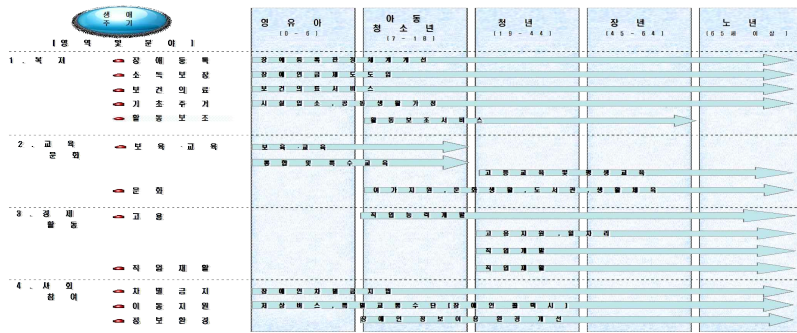 생애
주기
[영역 및 분야]
영유아
(0-6)
아동
청소년
(7-18)
청년
(19-44)
장년
(45-64)
노년
(65세 이상)
1. 복지
장애등록
장애등록판정체계개선
소득보장
장애연금제도도입
보건의료
보건의료서비스
기초주거
시설입소, 공동생활가정
활동보조
활동보조서비스
2. 교육
문화
보육·교육
보육·교육
통합및특수교육
고등교육 및 평생교육
문화
여가지원, 문화생활, 도서관, 생활체육
3. 경제
활동
고용
직업능력개발
고용지원, 일자리
직업개발
직업재활
직업재활
4. 사회
참여
차별금지
장애인차별금지법
이동지원
저상버스, 특별교통수단(장애인콜택시)
정보환경
장애인정보이용환경개선